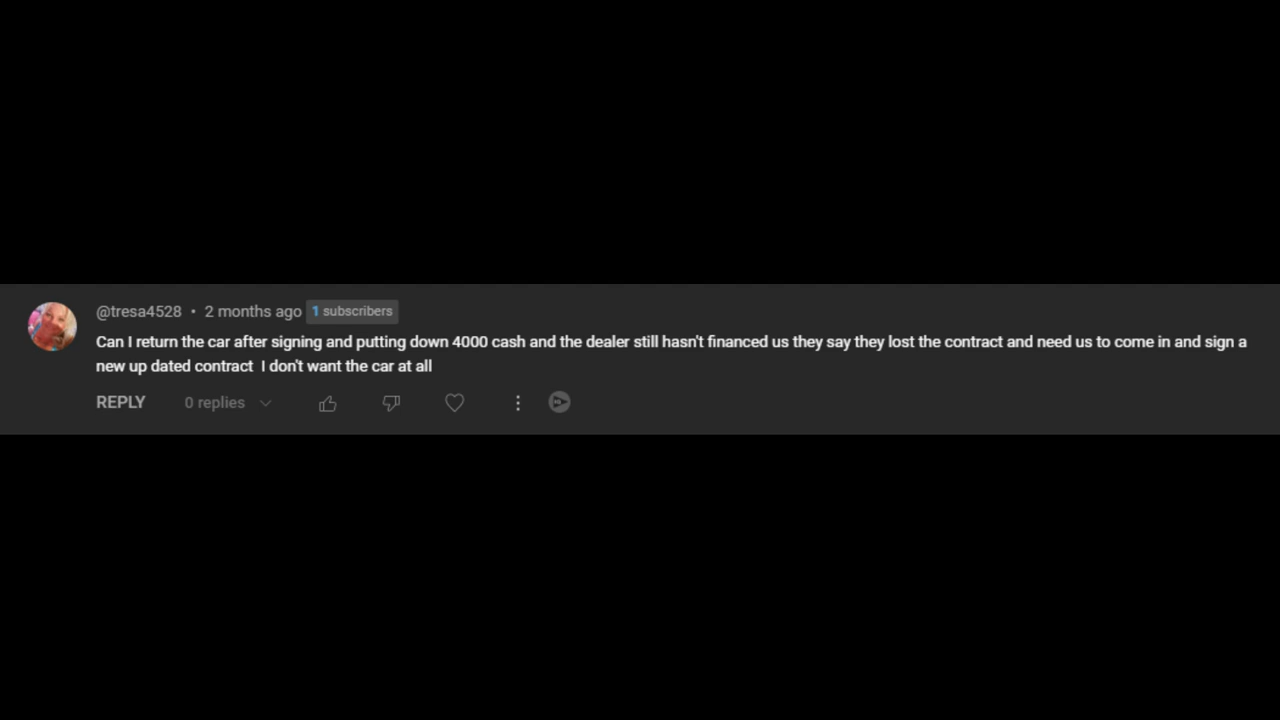 @tresa4528 • 2 months ago 1 subscribers
Can I return the car after signing and putting down 4000 cash and the dealer still hasn't financed us they say they lost the contract and need us to come in and sign a
new up dated contract  I don't want the car at all
REPLY 0 replies